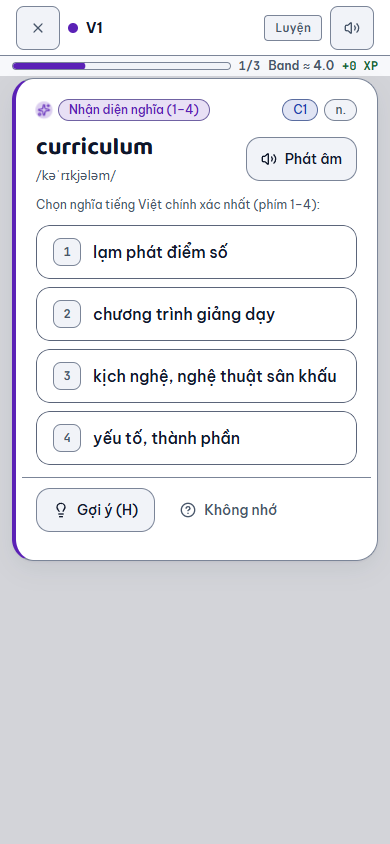 V1
Luyện
1/3 Band ≈ 4.0 +0 XP
Nhận diện nghĩa (1–4)
C1
n.
curriculum
/kəˈrɪkjələm/
Phát âm
Chọn nghĩa tiếng Việt chính xác nhất (phím 1–4):
1 lạm phát điểm số
2 chương trình giảng dạy
3 kịch nghệ, nghệ thuật sân khấu
4 yếu tố, thành phần
Gợi ý (H)
Không nhớ